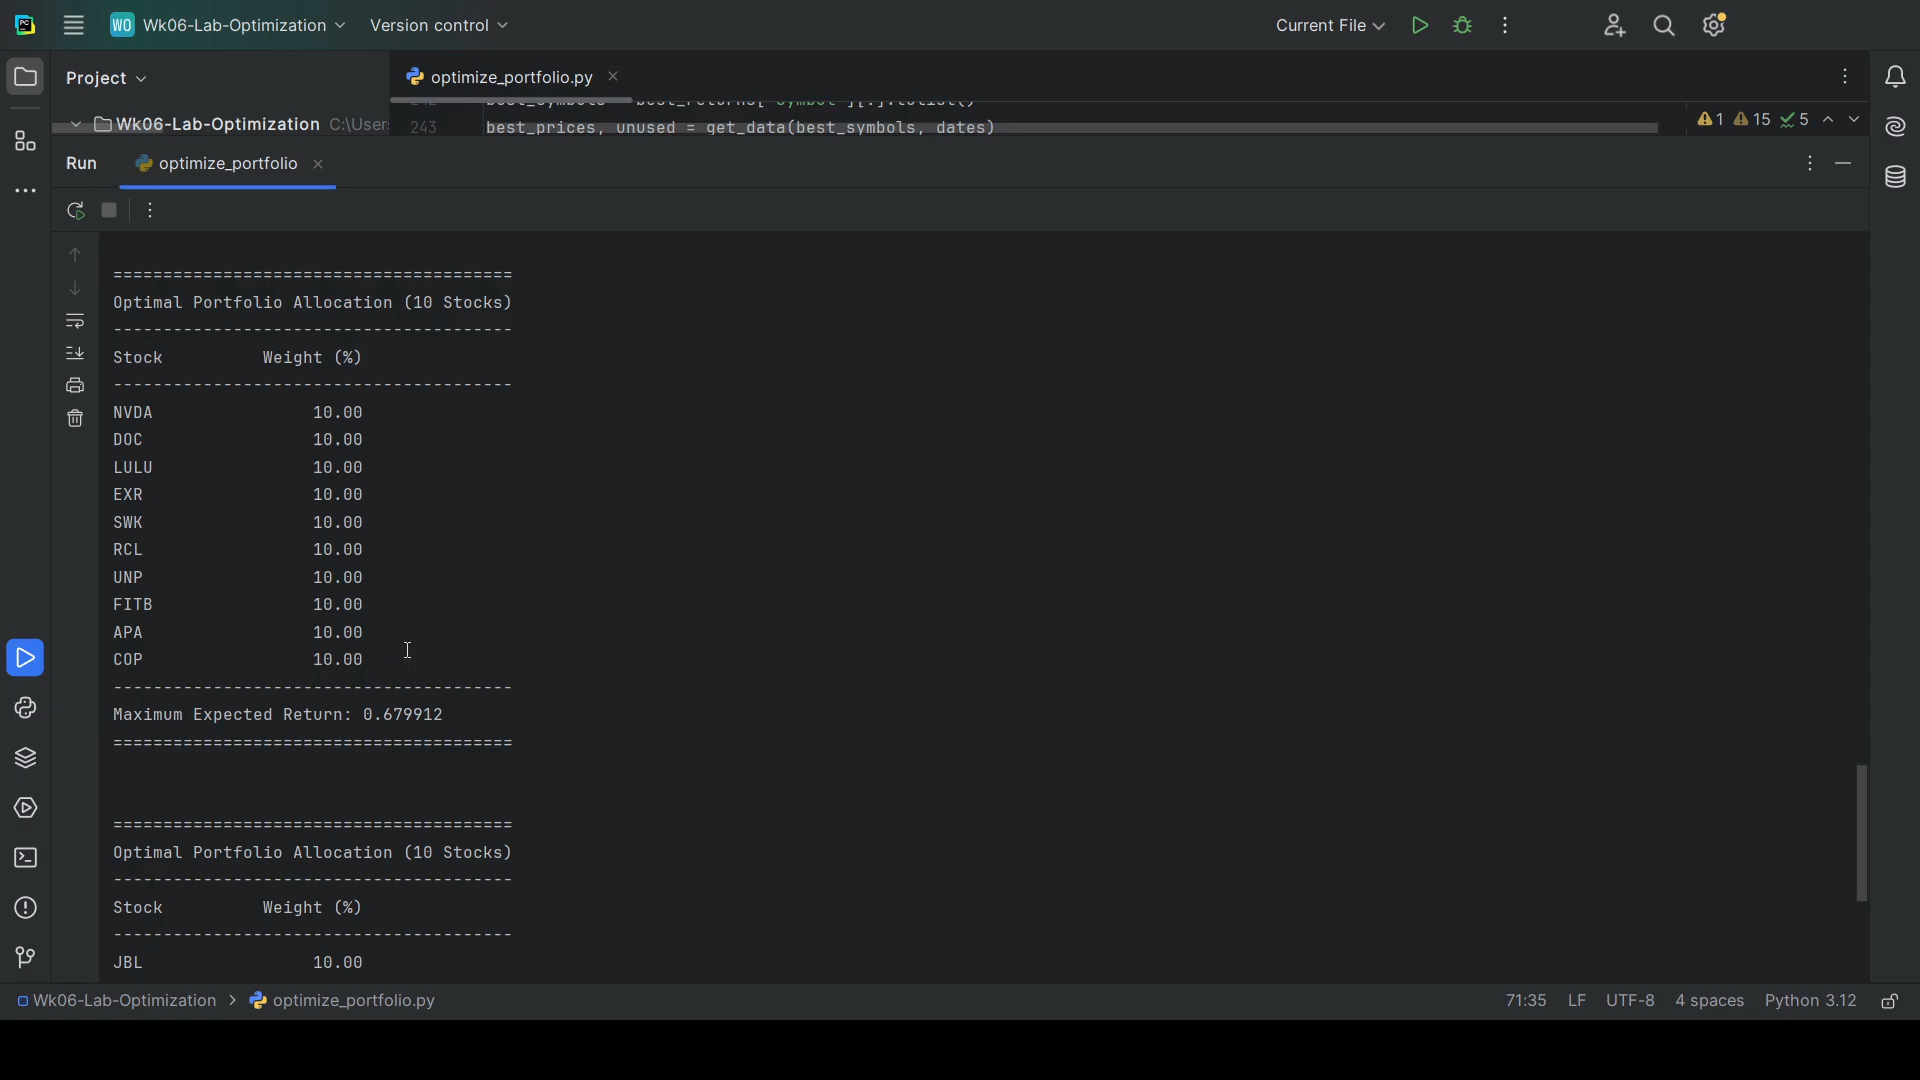 PC
WO Wk06-Lab-Optimization
Version control
Current File
Project
optimize_portfolio.py
Wk06-Lab-Optimization C:\User
243 best_prices, unused = get_data(best_symbols, dates)
1 15 5
Run
optimize_portfolio
========================================
Optimal Portfolio Allocation (10 Stocks)
----------------------------------------
Stock Weight (%)
----------------------------------------
NVDA 10.00
DOC 10.00
LULU 10.00
EXR 10.00
SWK 10.00
RCL 10.00
UNP 10.00
FITB 10.00
APA 10.00
COP 10.00
----------------------------------------
Maximum Expected Return: 0.679912
========================================
========================================
Optimal Portfolio Allocation (10 Stocks)
----------------------------------------
Stock Weight (%)
----------------------------------------
JBL 10.00
Wk06-Lab-Optimization > optimize_portfolio.py
71:35 LF UTF-8 4 spaces Python 3.12